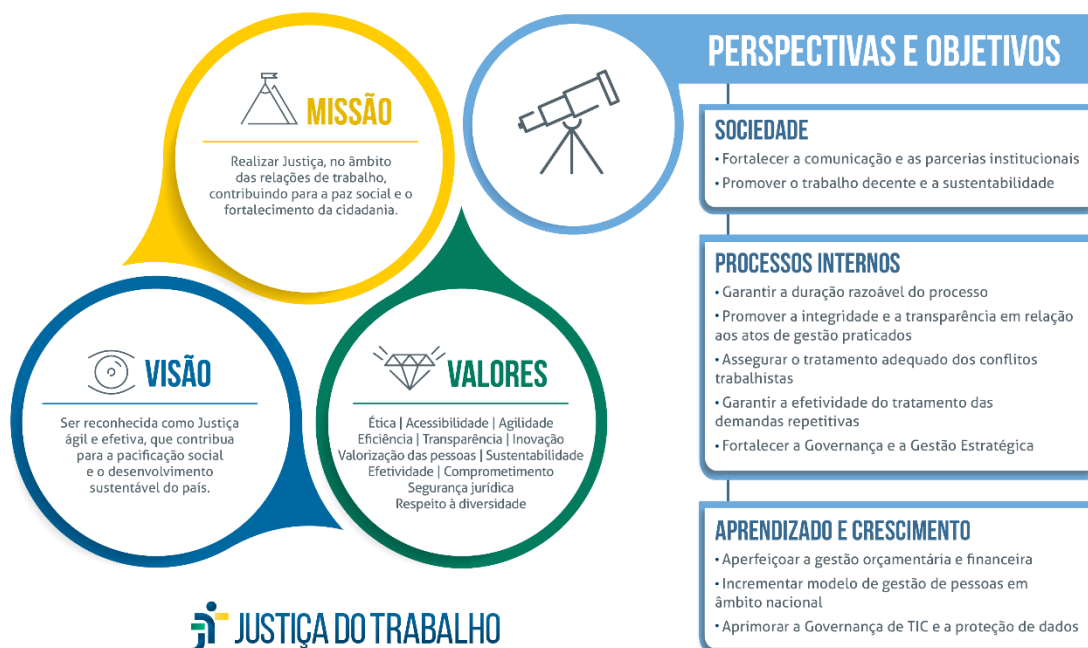 MISSÃO
Realizar Justiça, no âmbito
das relações de trabalho,
contribuindo para a paz social e o
fortalecimento da cidadania.
VISÃO
Ser reconhecida como Justiça
ágil e efetiva, que contribua
para a pacificação social
e o desenvolvimento
sustentável do país.
VALORES
Ética | Acessibilidade | Agilidade
Eficiência | Transparência | Inovação
Valorização das pessoas | Sustentabilidade
Efetividade | Comprometimento
Segurança jurídica
Respeito à diversidade
JUSTIÇA DO TRABALHO
PERSPECTIVAS E OBJETIVOS
SOCIEDADE
• Fortalecer a comunicação e as parcerias institucionais
• Promover o trabalho decente e a sustentabilidade
PROCESSOS INTERNOS
• Garantir a duração razoável do processo
• Promover a integridade e a transparência em relação
aos atos de gestão praticados
• Assegurar o tratamento adequado dos conflitos
trabalhistas
• Garantir a efetividade do tratamento das
demandas repetitivas
• Fortalecer a Governança e a Gestão Estratégica
APRENDIZADO E CRESCIMENTO
• Aperfeiçoar a gestão orçamentária e financeira
• Incrementar modelo de gestão de pessoas em
âmbito nacional
• Aprimorar a Governança de TIC e a proteção de dados